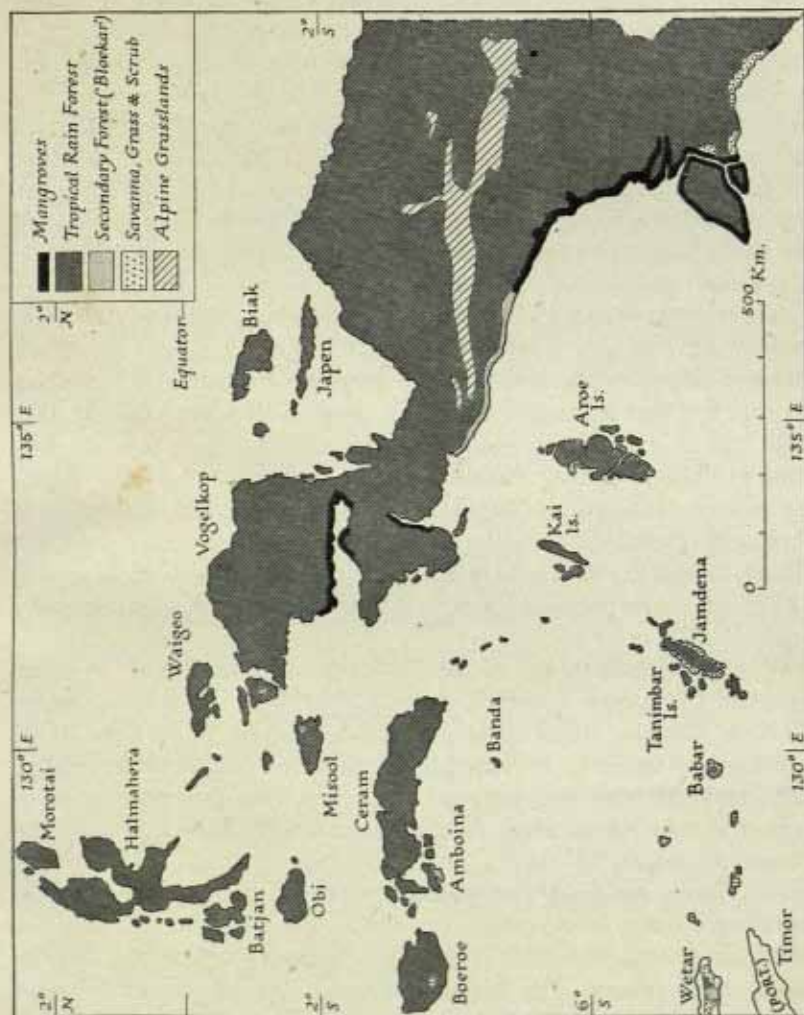 Mangroves
Tropical Rain Forest
Secondary Forest ('Bloekar')
Savanna, Grass & Scrub
Alpine Grasslands
2°
N
Equator
2°
S
135° E
130° E
Morotai
Halmahera
Batjan
Obi
Waigeo
Misool
Vogelkop
Biak
Japen
Ceram
Amboina
Boeroe
Banda
Kai
Is.
Aroe
Is.
Tanimbar
Is.
Jamdena
Babar
Wetar
(PORT.)
Timor
2°
N
2°
S
6°
S
130° E
135° E
0
500 Km.